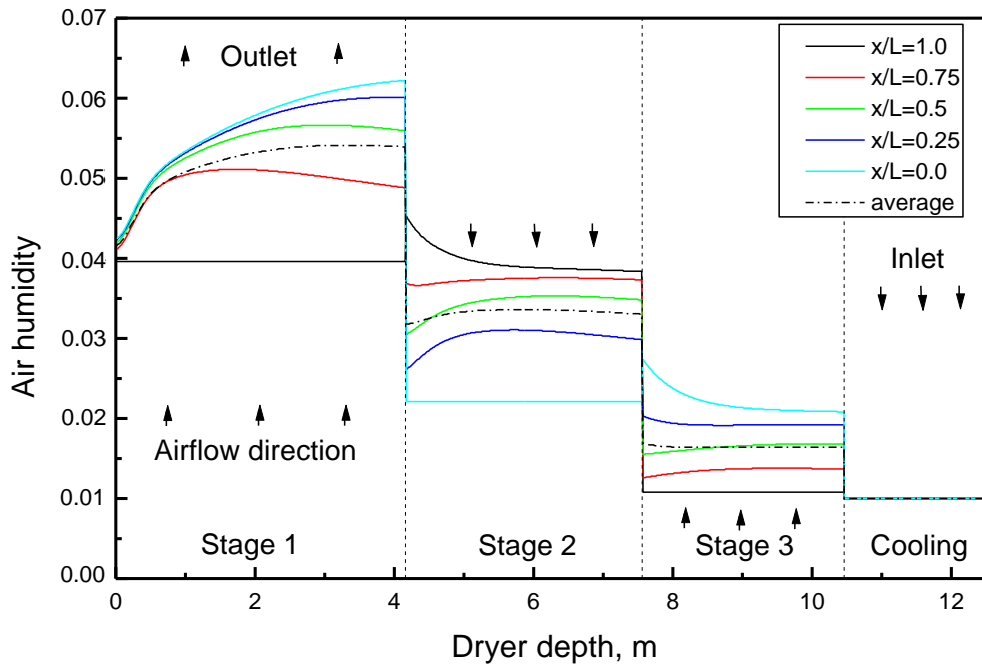 0.07
0.06
0.05
0.04
0.03
0.02
0.01
0.00
Air humidity
Outlet
x/L=1.0
x/L=0.75
x/L=0.5
x/L=0.25
x/L=0.0
average
Inlet
Airflow direction
Stage 1
Stage 2
Stage 3
Cooling
0 2 4 6 8 10 12
Dryer depth, m